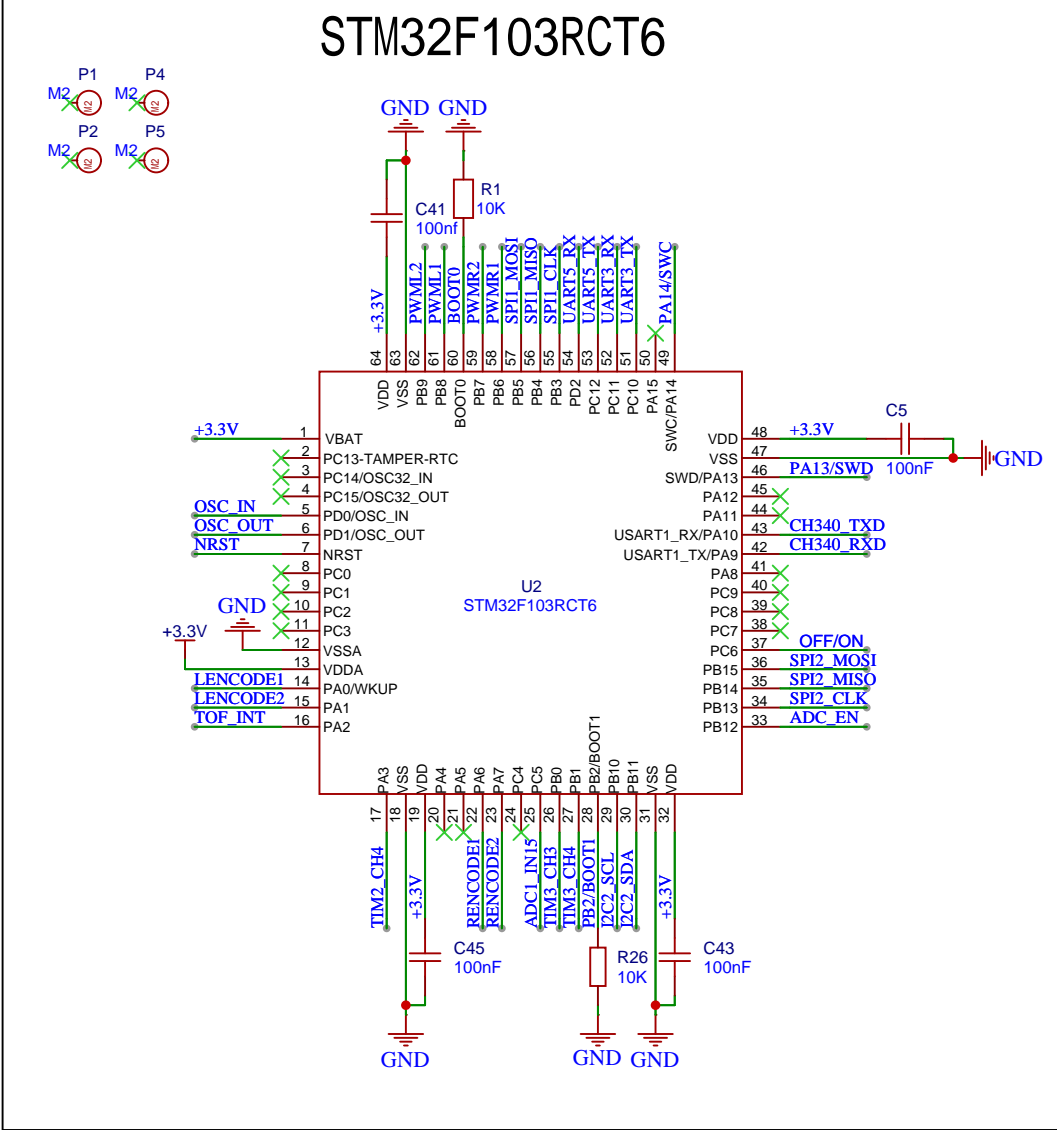 STM32F103RCT6
P1 P4
M2 M2 M2 M2
P2 P5
M2 M2 M2 M2
GND GND
C41
100nf
R1
10K
+3.3V
PWML2
PWML1
BOOT0
PWMR2
PWMR1
SPI1_MOSI
SPI1_MISO
SPI1_CLK
UART5_RX
UART5_TX
UART3_RX
UART3_TX
PA14/SWC
64 63 62 61 60 59 58 57 56 55 54 53 52 51 50 49
VDD
VSS
PB9
PB8
BOOT0
PB7
PB6
PB5
PB4
PB3
PD2
PC12
PC11
PC10
PA15
SWC/PA14
+3.3V 1 VBAT
2 PC13-TAMPER-RTC
3 PC14/OSC32_IN
4 PC15/OSC32_OUT
OSC_IN 5 PD0/OSC_IN
OSC_OUT 6 PD1/OSC_OUT
NRST 7 NRST
8 PC0
9 PC1
10 PC2
11 PC3
GND 12 VSSA
+3.3V 13 VDDA
LENCODE1 14 PA0/WKUP
LENCODE2 15 PA1
TOF_INT 16 PA2
U2
STM32F103RCT6
C5
100nF
VDD 48 +3.3V
VSS 47 GND
SWD/PA13 46 PA13/SWD
PA12 45
PA11 44
USART1_RX/PA10 43 CH340_TXD
USART1_TX/PA9 42 CH340_RXD
PA8 41
PC9 40
PC8 39
PC7 38
PC6 37 OFF/ON
PB15 36 SPI2_MOSI
PB14 35 SPI2_MISO
PB13 34 SPI2_CLK
PB12 33 ADC_EN
PA3
VSS
VDD
PA4
PA5
PA6
PA7
PC4
PC5
PB0
PB1
PB2/BOOT1
PB10
PB11
VSS
VDD
17 18 19 20 21 22 23 24 25 26 27 28 29 30 31 32
TIM2_CH4
+3.3V
RENCODE1
RENCODE2
ADC1_IN15
TIM3_CH3
TIM3_CH4
PB2/BOOT1
I2C2_SCL
I2C2_SDA
+3.3V
C45
100nF
R26
10K
C43
100nF
GND GND GND